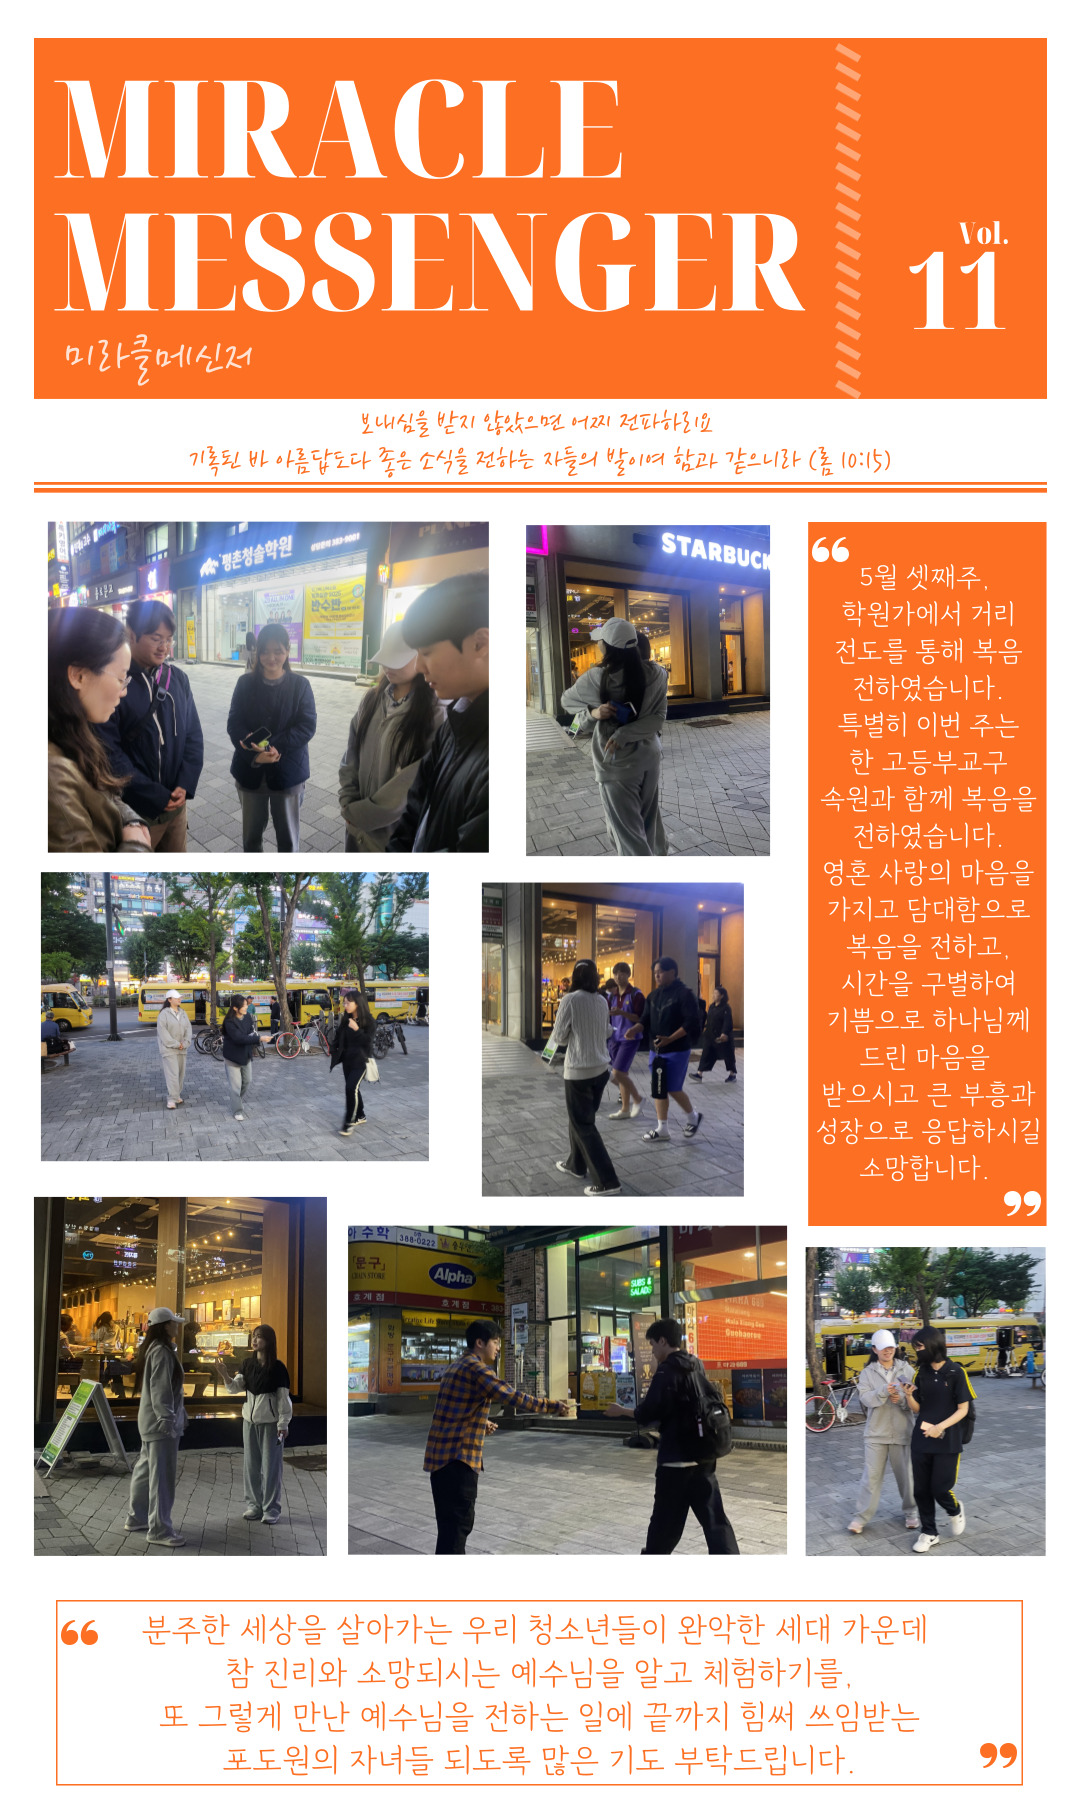 MIRACLE
MESSENGER
미라클메신저
Vol.
11
보내심을 받지 않았으면 어찌 전파하리요
기록된 바 아름답도다 좋은 소식을 전하는 자들의 발이여 함과 같으니라 (롬 10:15)
평촌청솔학원
반수반
STARBUCK
“
5월 셋째주,
학원가에서 거리
전도를 통해 복음
전하였습니다.
특별히 이번 주는
한 고등부교구
속원과 함께 복음을
전하였습니다.
영혼 사랑의 마음을
가지고 담대함으로
복음을 전하고,
시간을 구별하여
기쁨으로 하나님께
드린 마음을
받으시고 큰 부흥과
성장으로 응답하시길
소망합니다.
”
수학
388-0222
문구
Alpha
호계점
SUBS &
SALADS
“
분주한 세상을 살아가는 우리 청소년들이 완악한 세대 가운데
참 진리와 소망되시는 예수님을 알고 체험하기를,
또 그렇게 만난 예수님을 전하는 일에 끝까지 힘써 쓰임받는
포도원의 자녀들 되도록 많은 기도 부탁드립니다.
”